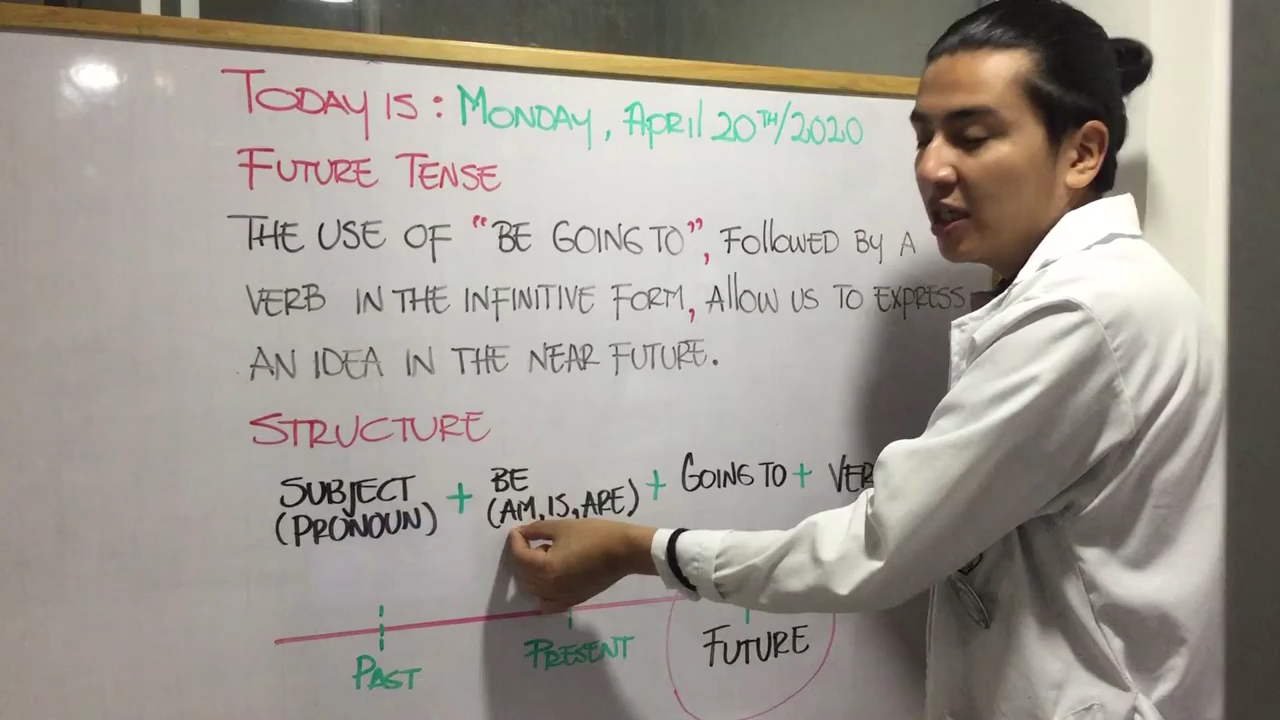 TODAY IS : MONDAY, April 20TH/2020
FUTURE TENSE
THE USE OF "BE GOING TO", Followed BY A
VERB IN THE INFINITIVE FORM, Allow US TO EXPRESS
AN IDEA IN THE NEAR FUTURE.
STRUCTURE
SUBJECT + BE + GOING TO +
(PRONOUN) (AM, IS, ARE)
PAST PRESENT FUTURE